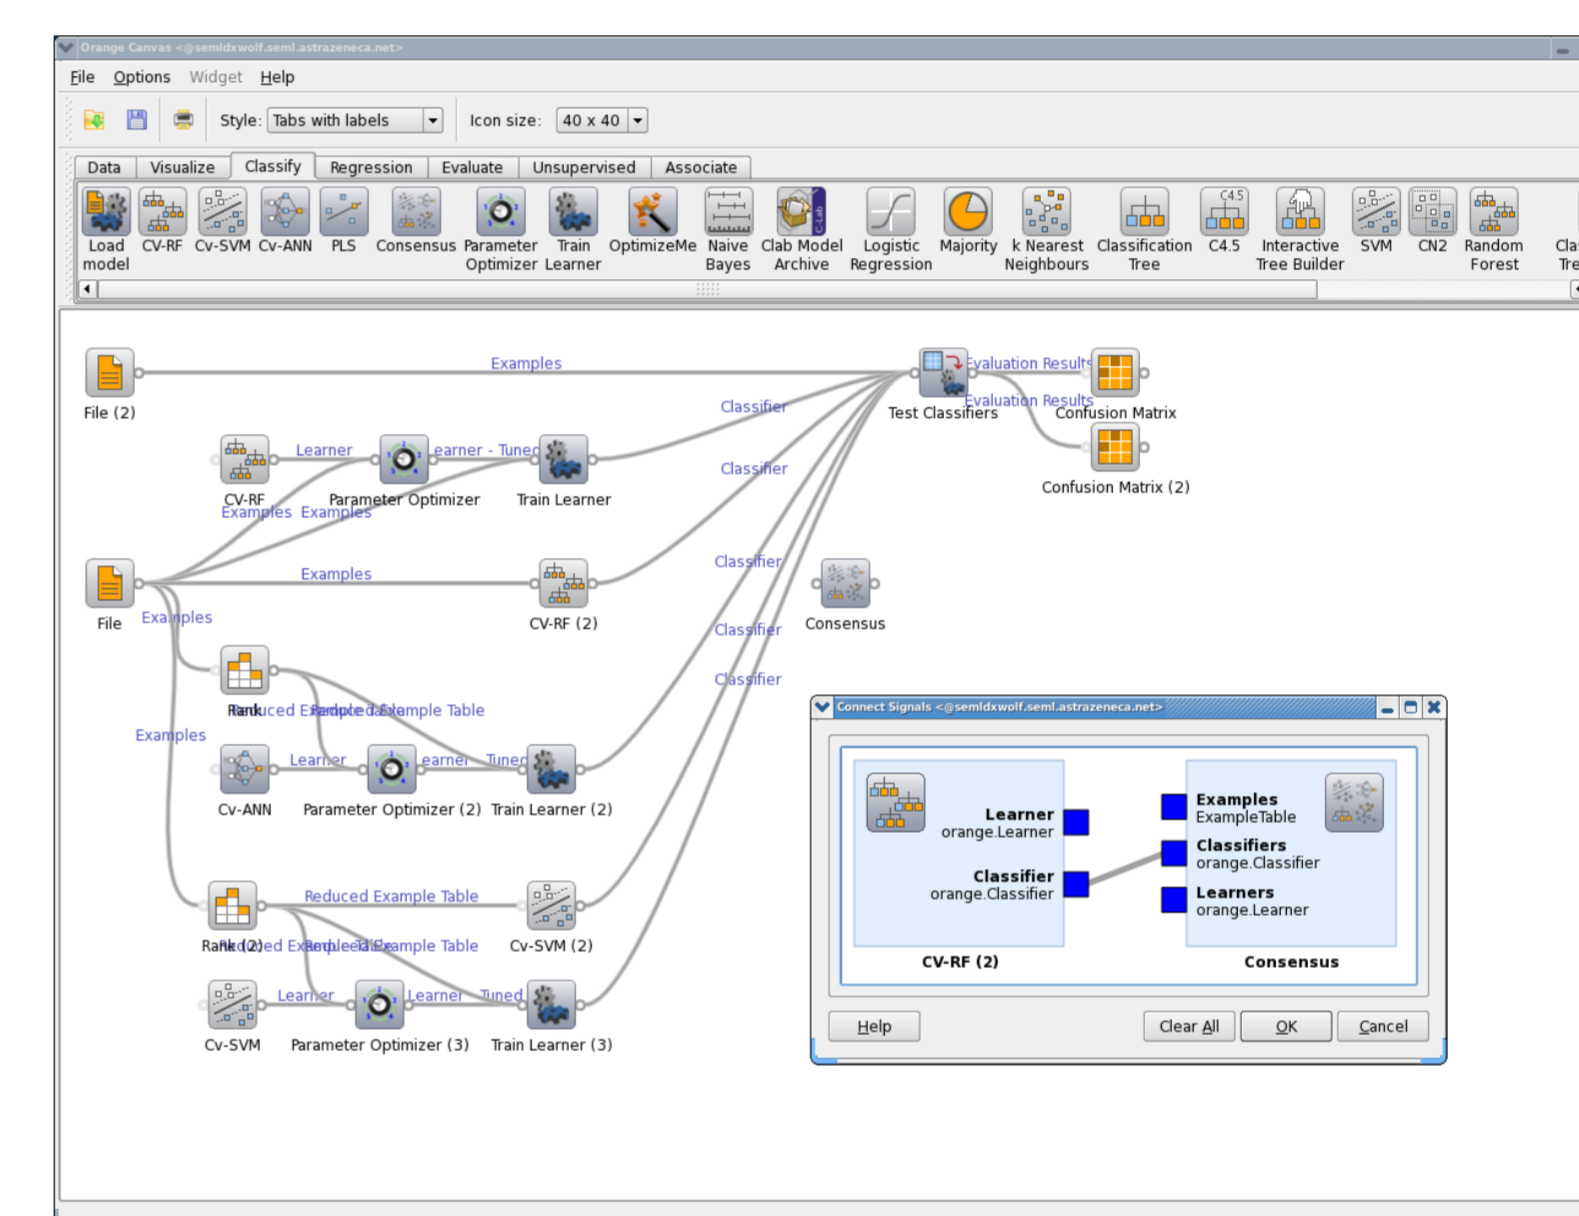 Orange Canvas <@semldxwolf.seml.astrazeneca.net>
File Options Widget Help
Style: Tabs with labels Icon size: 40 x 40
Data Visualize Classify Regression Evaluate Unsupervised Associate
Load model CV-RF Cv-SVM Cv-ANN PLS Consensus Parameter Optimizer Train Learner OptimizeMe Naive Bayes Clab Model Archive Logistic Regression Majority k Nearest Neighbours Classification Tree C4.5 Interactive Tree Builder SVM CN2 Random Forest
C4.5
C-Lab
Examples
Evaluation Results
File (2)
Classifier
Test Classifiers
Evaluation Results
Confusion Matrix
Learner
earner - Tuned
Classifier
Confusion Matrix (2)
CV-RF
Parameter Optimizer
Train Learner
Examples Examples
Examples
Classifier
File
Examples
CV-RF (2)
Classifier
Consensus
Classifier
Rank
Reduced Example Table
Examples
Learner
earner Tuned
Cv-ANN
Parameter Optimizer (2)
Train Learner (2)
Reduced Example Table
Rank (2)
Reduced Example Table
Cv-SVM (2)
Learner
Learner Tuned
Cv-SVM
Parameter Optimizer (3)
Train Learner (3)
Connect Signals <@semldxwolf.seml.astrazeneca.net>
Learner
orange.Learner
Classifier
orange.Classifier
Examples
ExampleTable
Classifiers
orange.Classifier
Learners
orange.Learner
CV-RF (2)
Consensus
Help Clear All OK Cancel